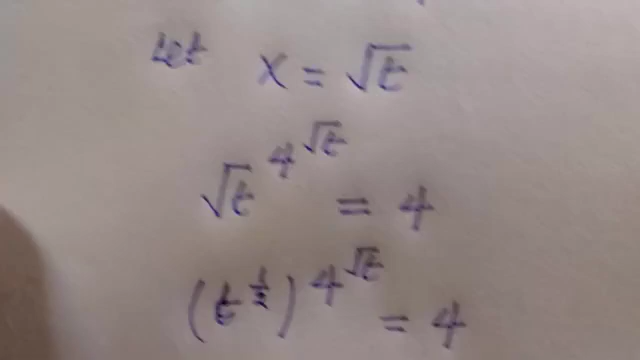 Let x = √t
√t^4^√t = 4
(t^½)^4^√t = 4